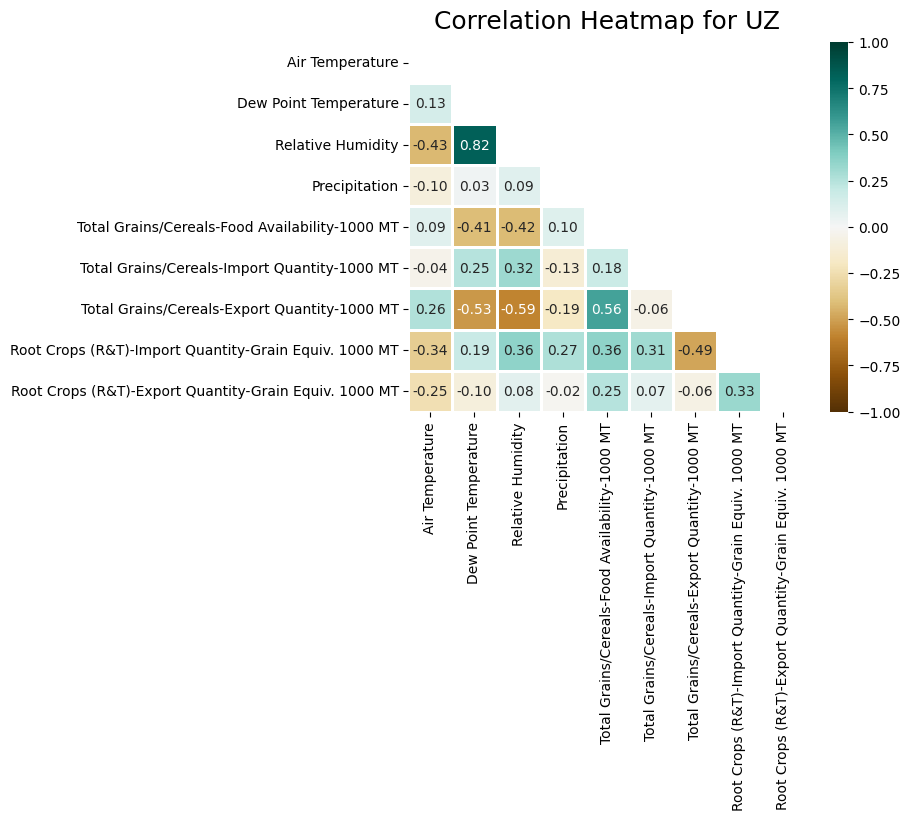 Correlation Heatmap for UZ
Air Temperature
Dew Point Temperature 0.13
Relative Humidity -0.43 0.82
Precipitation -0.10 0.03 0.09
Total Grains/Cereals-Food Availability-1000 MT 0.09 -0.41 -0.42 0.10
Total Grains/Cereals-Import Quantity-1000 MT -0.04 0.25 0.32 -0.13 0.18
Total Grains/Cereals-Export Quantity-1000 MT 0.26 -0.53 -0.59 -0.19 0.56 -0.06
Root Crops (R&T)-Import Quantity-Grain Equiv. 1000 MT -0.34 0.19 0.36 0.27 0.36 0.31 -0.49
Root Crops (R&T)-Export Quantity-Grain Equiv. 1000 MT -0.25 -0.10 0.08 -0.02 0.25 0.07 -0.06 0.33
Air Temperature
Dew Point Temperature
Relative Humidity
Precipitation
Total Grains/Cereals-Food Availability-1000 MT
Total Grains/Cereals-Import Quantity-1000 MT
Total Grains/Cereals-Export Quantity-1000 MT
Root Crops (R&T)-Import Quantity-Grain Equiv. 1000 MT
Root Crops (R&T)-Export Quantity-Grain Equiv. 1000 MT
1.00
0.75
0.50
0.25
0.00
−0.25
−0.50
−0.75
−1.00